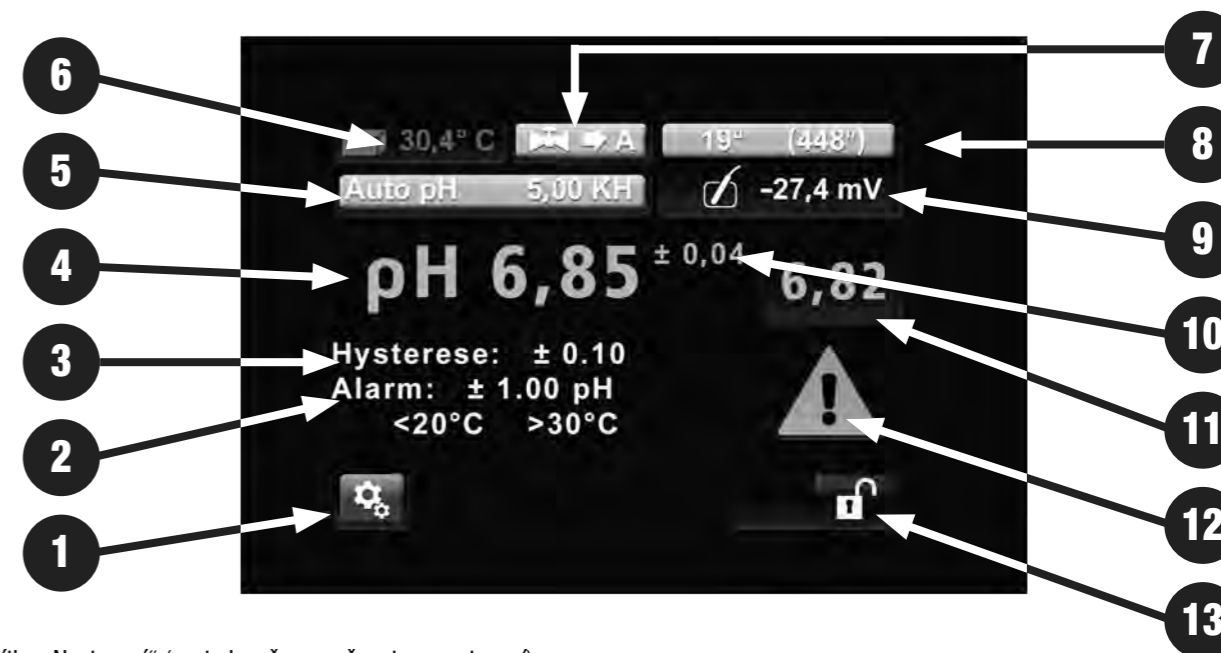 6
7
30,4° C
A
19" (448")
8
5
Auto pH 5,00 KH
-27,4 mV
9
4
pH 6,85 ± 0,04
6,82
10
3
Hysterese: ± 0.10
Alarm: ± 1.00 pH
<20°C >30°C
11
2
12
1
13